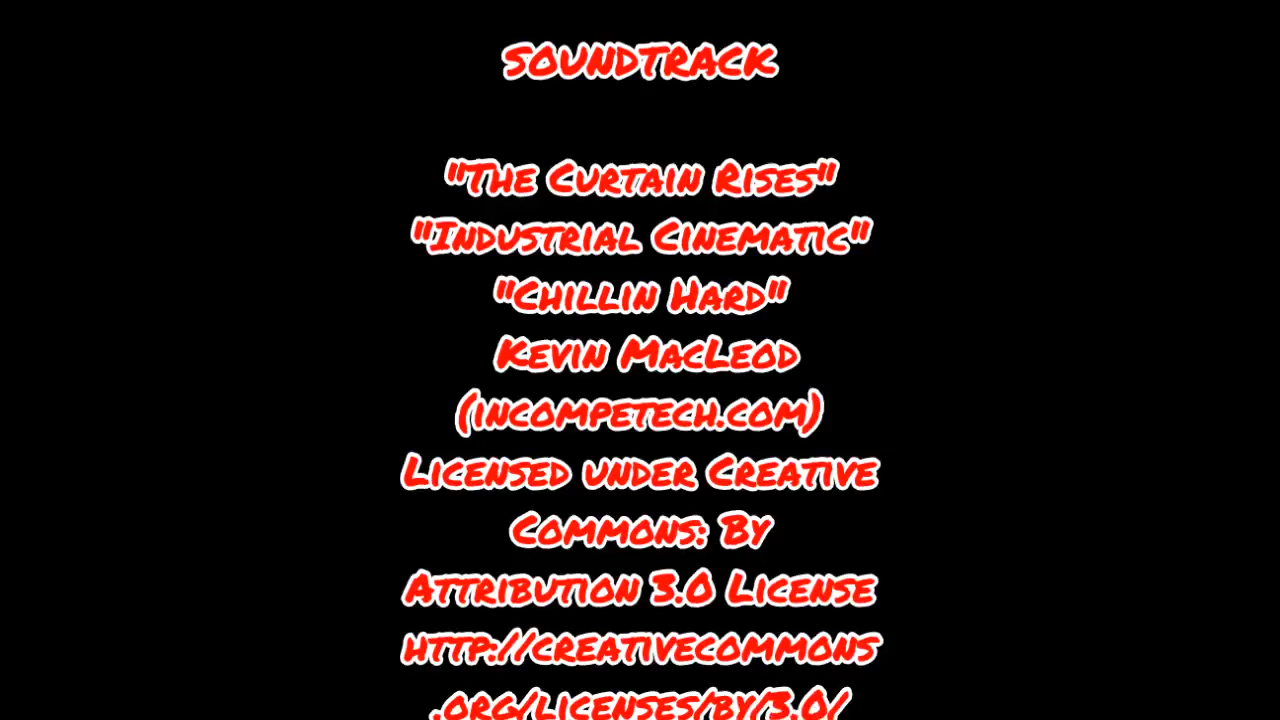 SOUNDTRACK
"The Curtain Rises"
"Industrial Cinematic"
"Chillin Hard"
Kevin MacLeod
(incompetech.com)
Licensed under Creative
Commons: By
Attribution 3.0 License
http://creativecommons
.org/licenses/by/3.0/